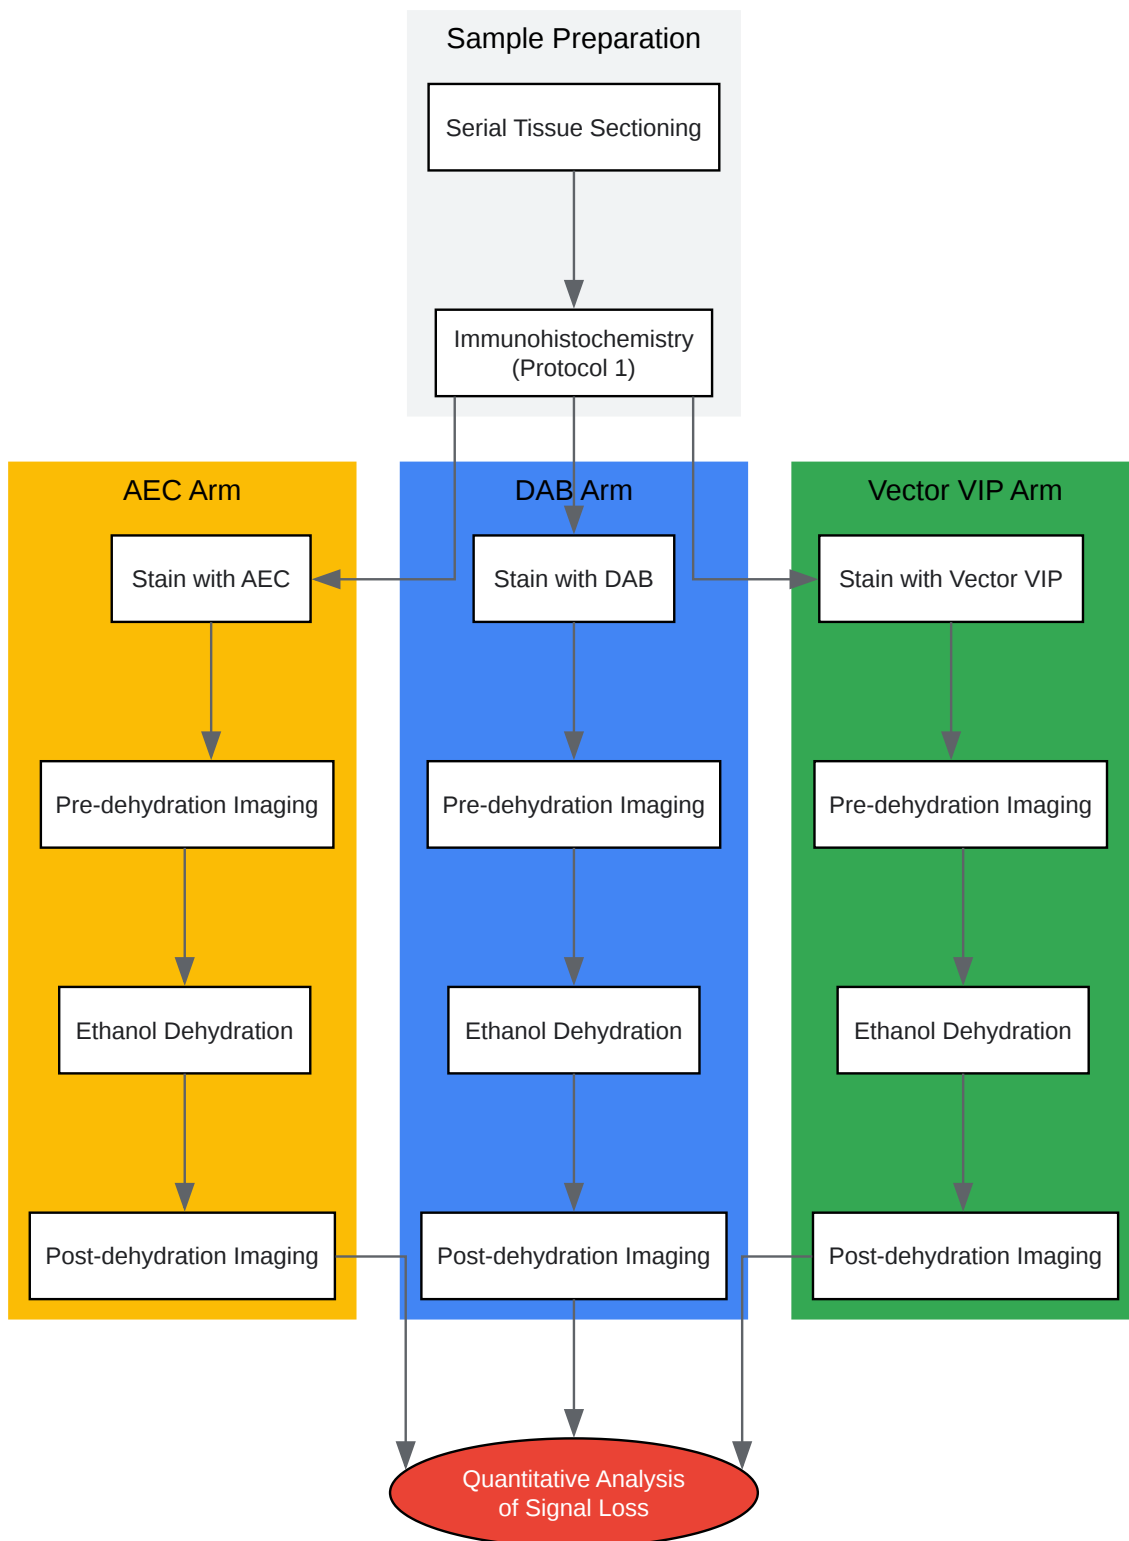 Sample Preparation
Serial Tissue Sectioning
Immunohistochemistry
(Protocol 1)
AEC Arm
Stain with AEC
Pre-dehydration Imaging
Ethanol Dehydration
Post-dehydration Imaging
DAB Arm
Stain with DAB
Pre-dehydration Imaging
Ethanol Dehydration
Post-dehydration Imaging
Vector VIP Arm
Stain with Vector VIP
Pre-dehydration Imaging
Ethanol Dehydration
Post-dehydration Imaging
Quantitative Analysis
of Signal Loss